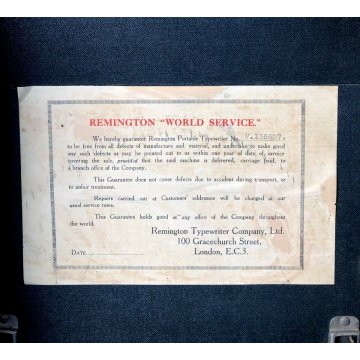 REMINGTON "WORLD SERVICE."
We hereby guarantee Remington Portable Typewriter No. V.136637.
to be free from all defects of manufacture and material, and undertake to make good
any such defects as may be pointed out to us within one year of date of invoice
covering the sale, provided that the said machine is delivered, carriage paid, to
a branch office of the Company.
This Guarantee does not cover defects due to accident during transport, or
to unfair treatment.
Repairs carried out at Customers' addresses will be charged at our
usual service rates.
This Guarantee holds good at any office of the Company throughout
the world.
Remington Typewriter Company, Ltd.
100 Gracechurch Street,
London, E.C.3.
DATE